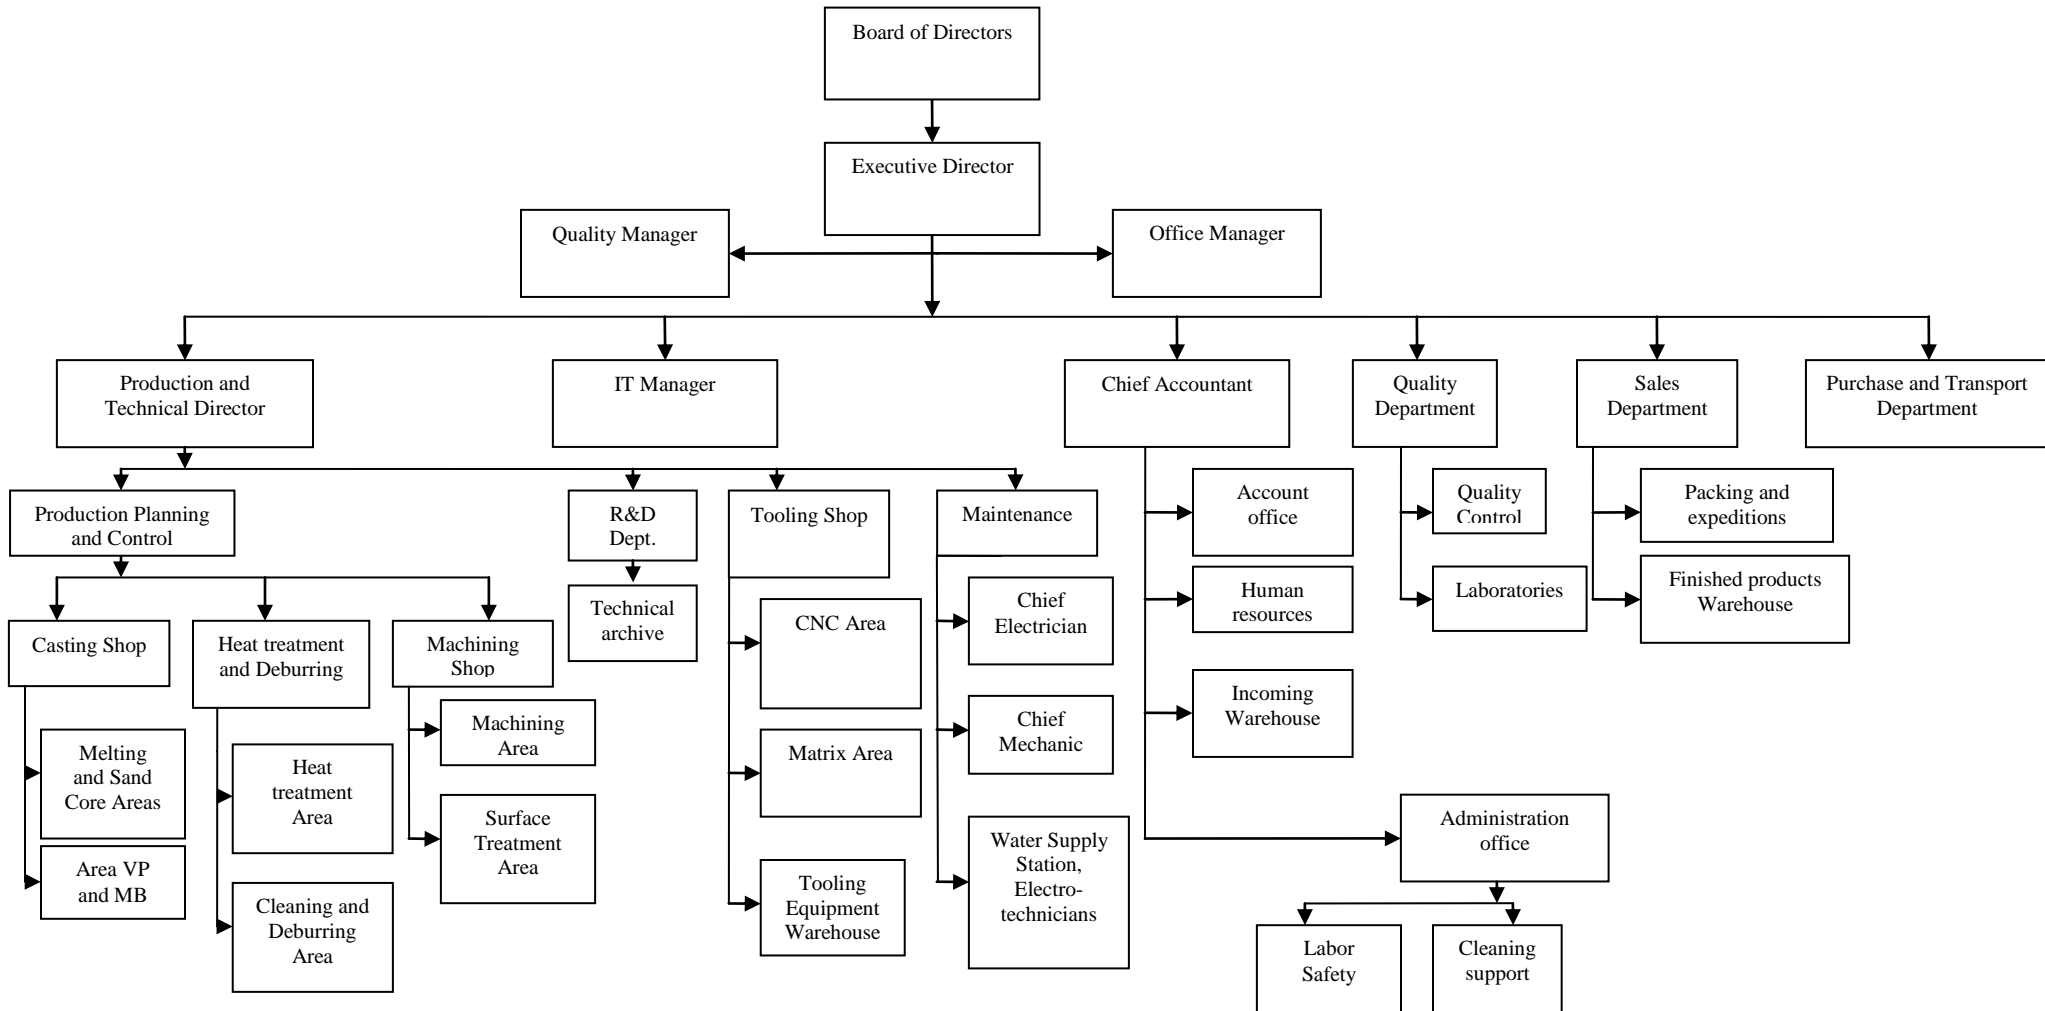 Board of Directors
Executive Director
Quality Manager
Office Manager
Production and
Technical Director
IT Manager
Chief Accountant
Quality
Department
Sales
Department
Purchase and Transport
Department
Production Planning
and Control
R&D
Dept.
Tooling Shop
Maintenance
Account
office
Quality
Control
Packing and
expeditions
Technical
archive
Chief
Electrician
Human
resources
Laboratories
Finished products
Warehouse
Casting Shop
Heat treatment
and Deburring
Machining
Shop
CNC Area
Incoming
Warehouse
Melting
and Sand
Core Areas
Heat
treatment
Area
Machining
Area
Matrix Area
Chief
Mechanic
Area VP
and MB
Cleaning and
Deburring
Area
Surface
Treatment
Area
Tooling
Equipment
Warehouse
Water Supply
Station,
Electro-
technicians
Administration
office
Labor
Safety
Cleaning
support